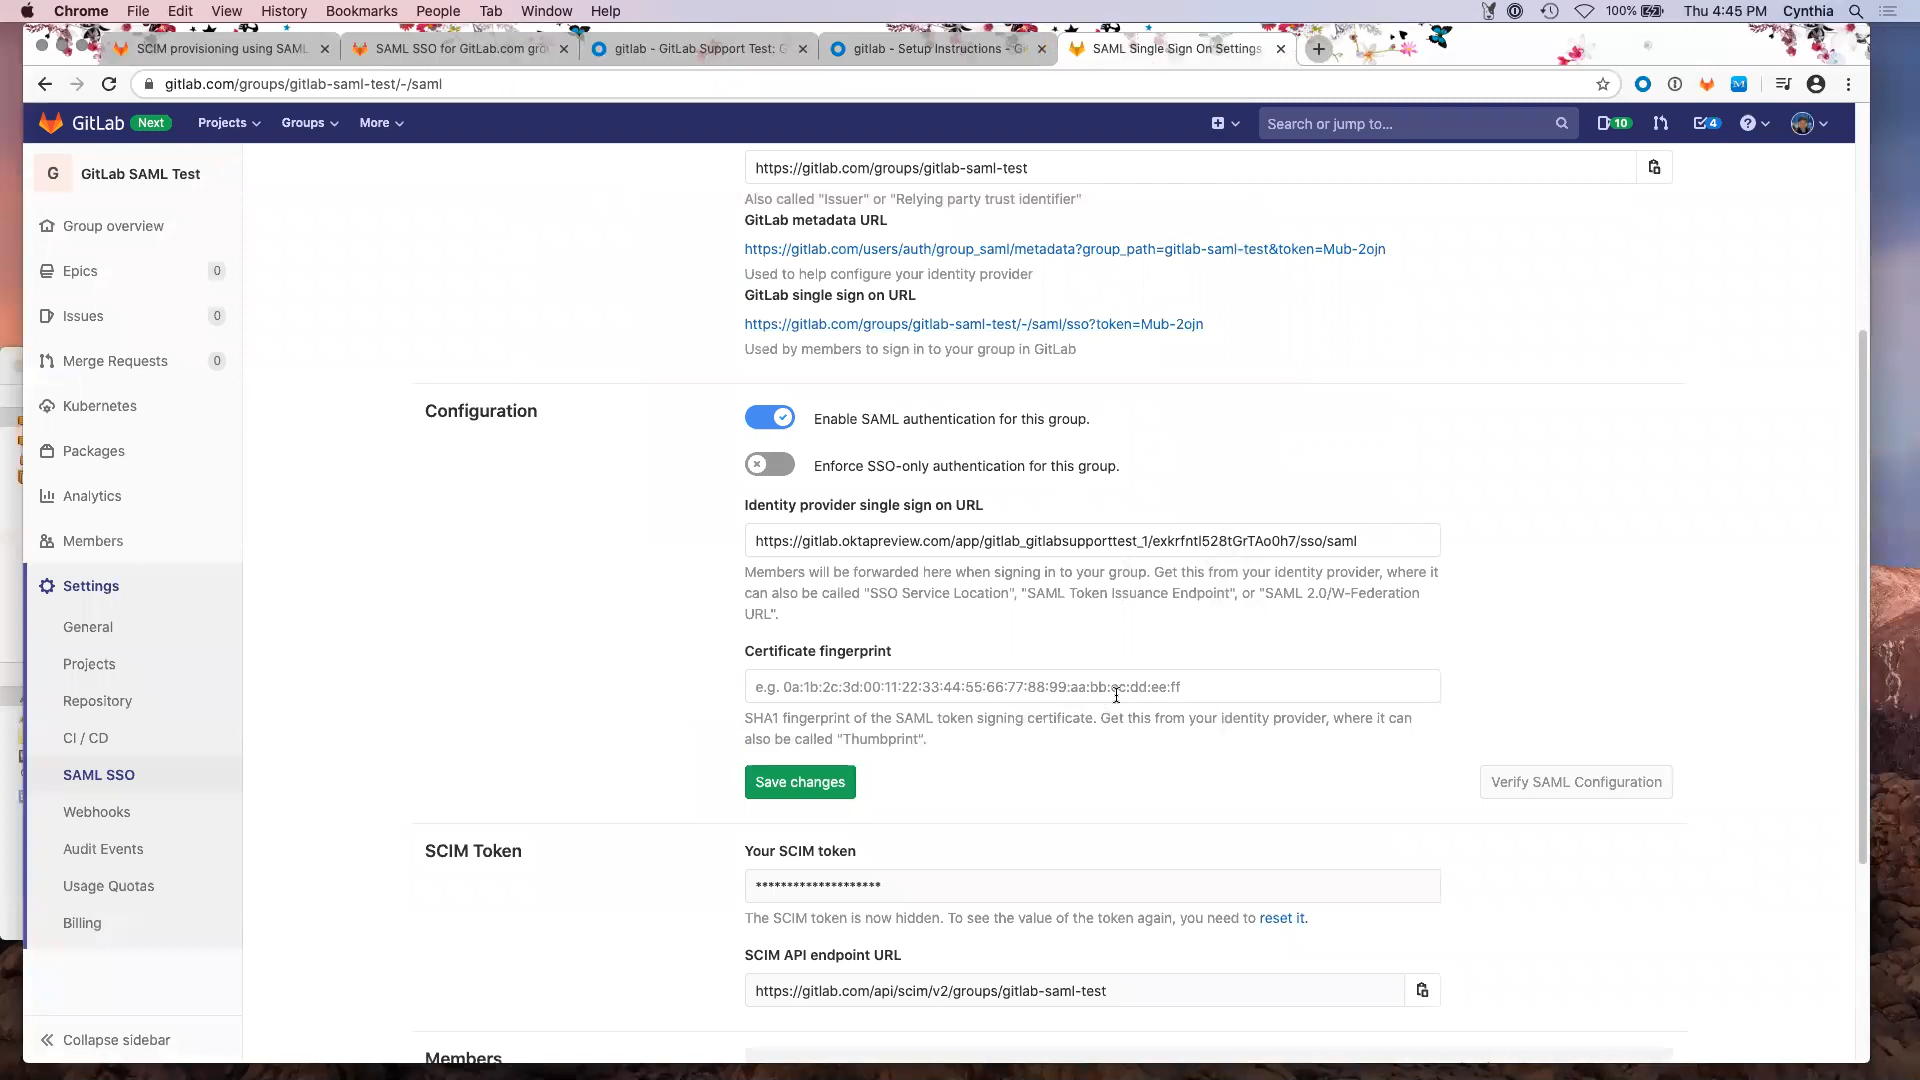 Chrome File Edit View History Bookmarks People Tab Window Help
100% Thu 4:45 PM Cynthia
SCIM provisioning using SAML
SAML SSO for GitLab.com gro
gitlab - GitLab Support Test: G
gitlab - Setup Instructions - G
SAML Single Sign On Settings
gitlab.com/groups/gitlab-saml-test/-/saml
GitLab Next Projects Groups More
Search or jump to...
10
4
G GitLab SAML Test
Group overview
Epics 0
Issues 0
Merge Requests 0
Kubernetes
Packages
Analytics
Members
Settings
General
Projects
Repository
CI / CD
SAML SSO
Webhooks
Audit Events
Usage Quotas
Billing
Collapse sidebar
https://gitlab.com/groups/gitlab-saml-test
Also called "Issuer" or "Relying party trust identifier"
GitLab metadata URL
https://gitlab.com/users/auth/group_saml/metadata?group_path=gitlab-saml-test&token=Mub-2ojn
Used to help configure your identity provider
GitLab single sign on URL
https://gitlab.com/groups/gitlab-saml-test/-/saml/sso?token=Mub-2ojn
Used by members to sign in to your group in GitLab
Configuration
Enable SAML authentication for this group.
Enforce SSO-only authentication for this group.
Identity provider single sign on URL
https://gitlab.oktapreview.com/app/gitlab_gitlabsupporttest_1/exkrfntl528tGrTAo0h7/sso/saml
Members will be forwarded here when signing in to your group. Get this from your identity provider, where it
can also be called "SSO Service Location", "SAML Token Issuance Endpoint", or "SAML 2.0/W-Federation
URL".
Certificate fingerprint
e.g. 0a:1b:2c:3d:00:11:22:33:44:55:66:77:88:99:aa:bb:cc:dd:ee:ff
SHA1 fingerprint of the SAML token signing certificate. Get this from your identity provider, where it can
also be called "Thumbprint".
Save changes
Verify SAML Configuration
SCIM Token
Your SCIM token
********************
The SCIM token is now hidden. To see the value of the token again, you need to reset it.
SCIM API endpoint URL
https://gitlab.com/api/scim/v2/groups/gitlab-saml-test
Members